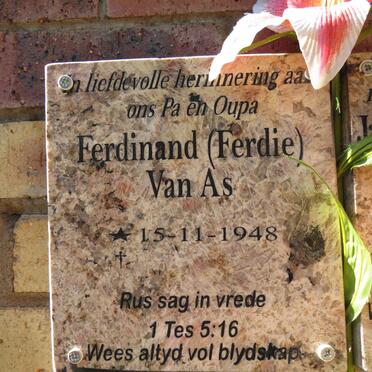 In liefdevolle herinnering aan
ons Pa en Oupa
Ferdinand (Ferdie)
Van As
★ 15-11-1948
†
Rus sag in vrede
1 Tes 5:16
Wees altyd vol blydskap